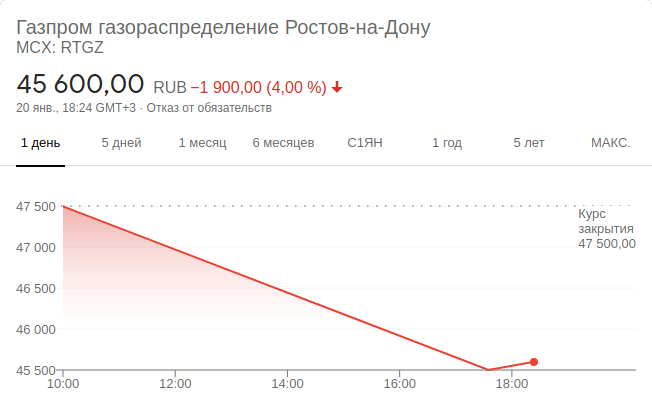 Газпром газораспределение Ростов-на-Дону
MCX: RTGZ
45 600,00 RUB −1 900,00 (4,00 %)
20 янв., 18:24 GMT+3 · Отказ от обязательств
1 день 5 дней 1 месяц 6 месяцев С1ЯН 1 год 5 лет МАКС.
47 500
Курс
закрытия
47 500,00
47 000
46 500
46 000
45 500
10:00 12:00 14:00 16:00 18:00